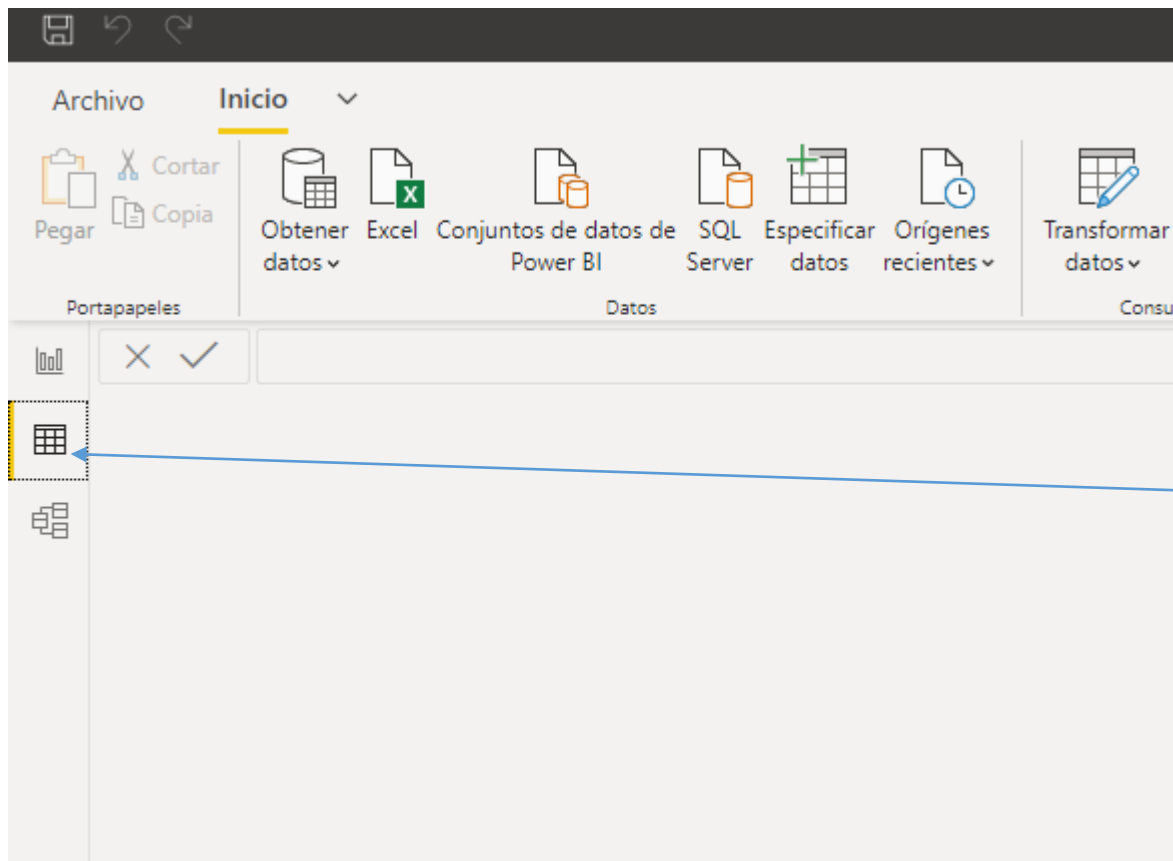 Archivo Inicio
Cortar
Copia
Pegar
Obtener datos
Excel
Conjuntos de datos de
Power BI
SQL
Server
Especificar
datos
Orígenes
recientes
Transformar
datos
Portapapeles
Datos
Consu